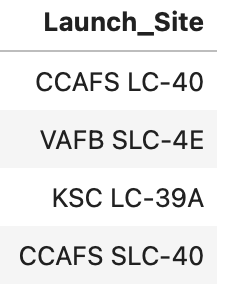 Launch_Site
CCAFS LC-40
VAFB SLC-4E
KSC LC-39A
CCAFS SLC-40